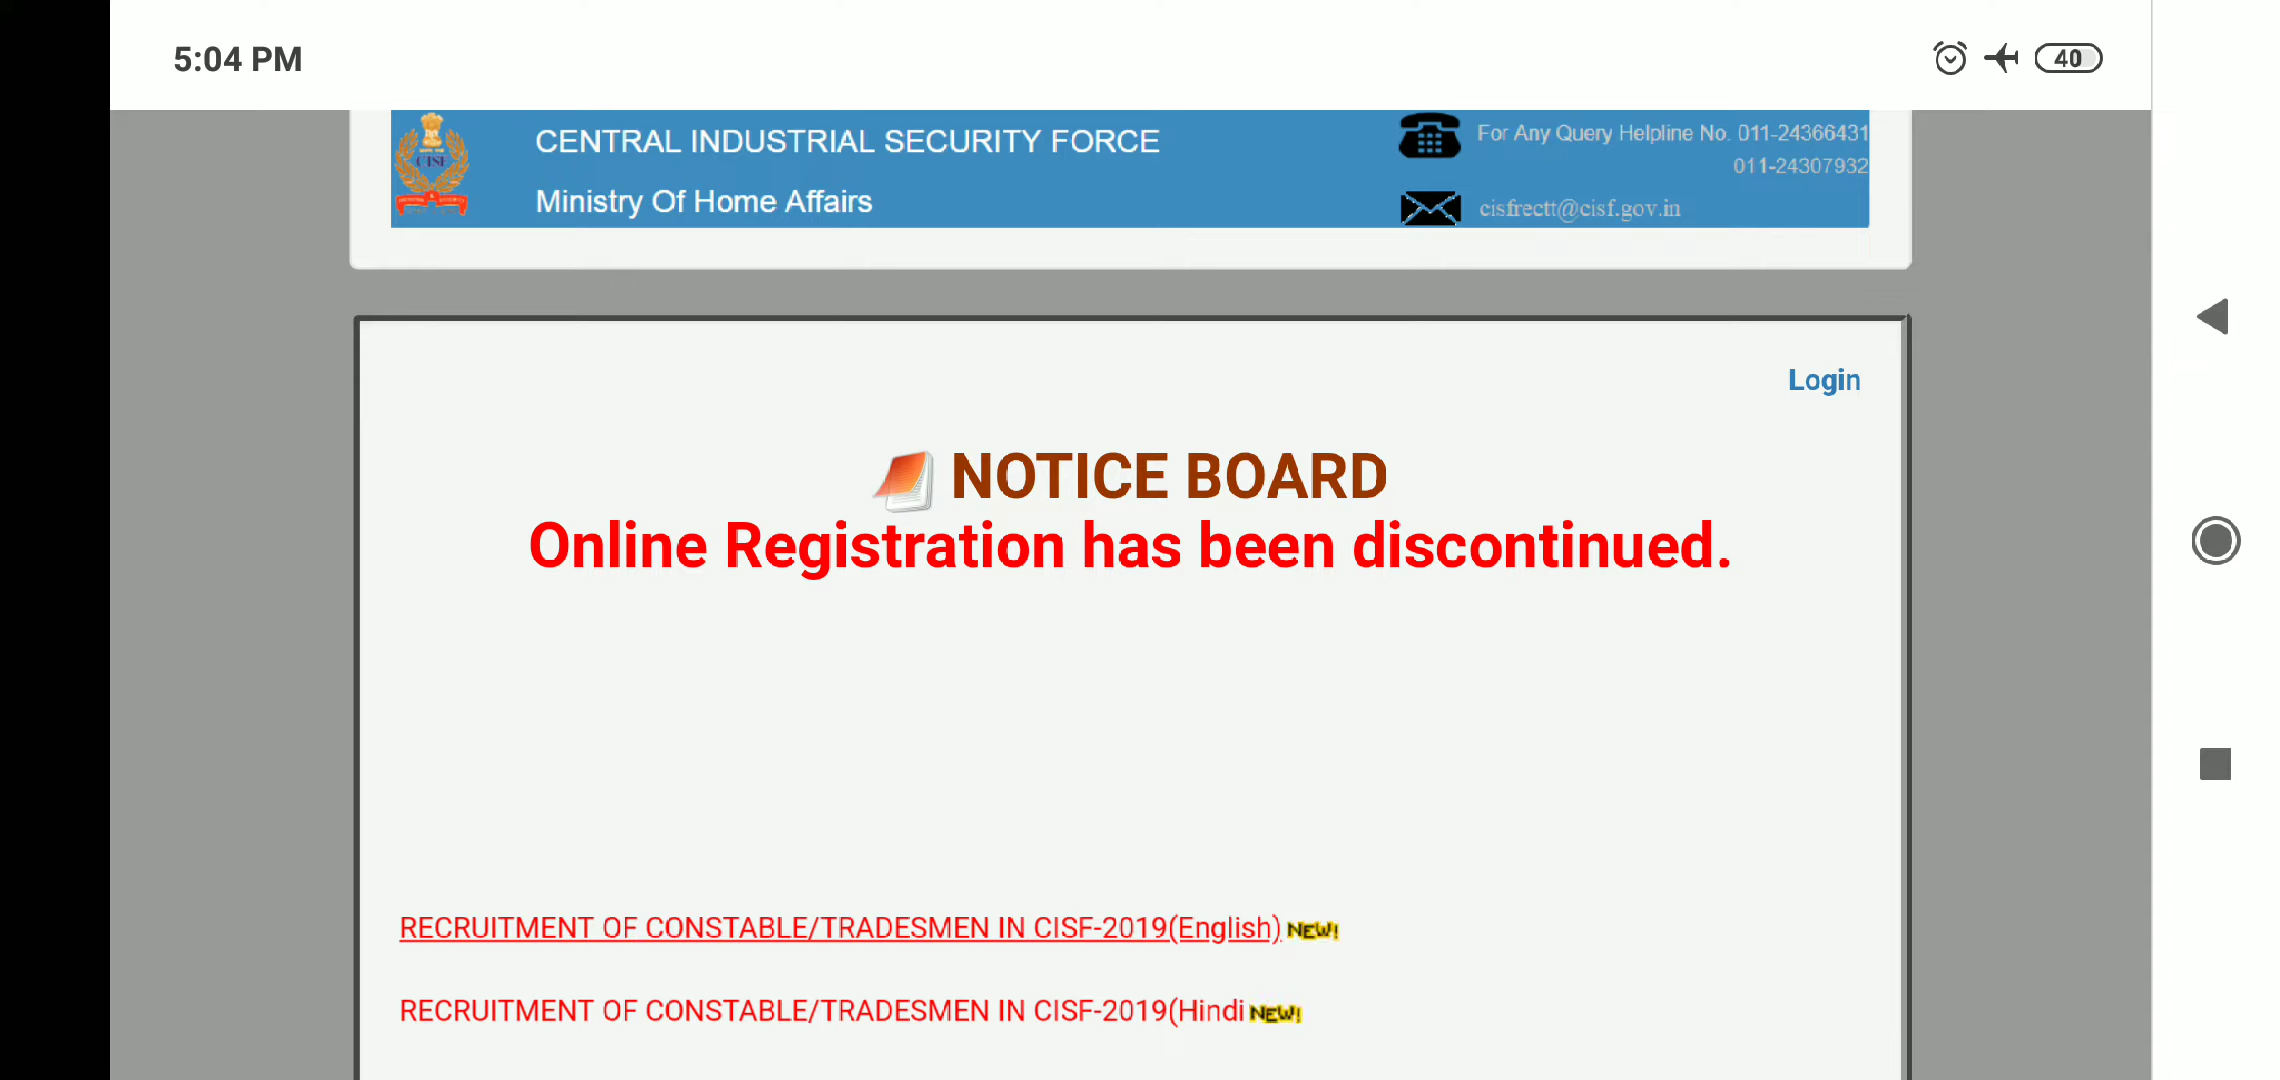 5:04 PM
40
CISF
CENTRAL INDUSTRIAL SECURITY FORCE
Ministry Of Home Affairs
For Any Query Helpline No. 011-24366431
011-24307932
cisfrectt@cisf.gov.in
Login
NOTICE BOARD
Online Registration has been discontinued.
RECRUITMENT OF CONSTABLE/TRADESMEN IN CISF-2019(English) NEW!
RECRUITMENT OF CONSTABLE/TRADESMEN IN CISF-2019(Hindi NEW!